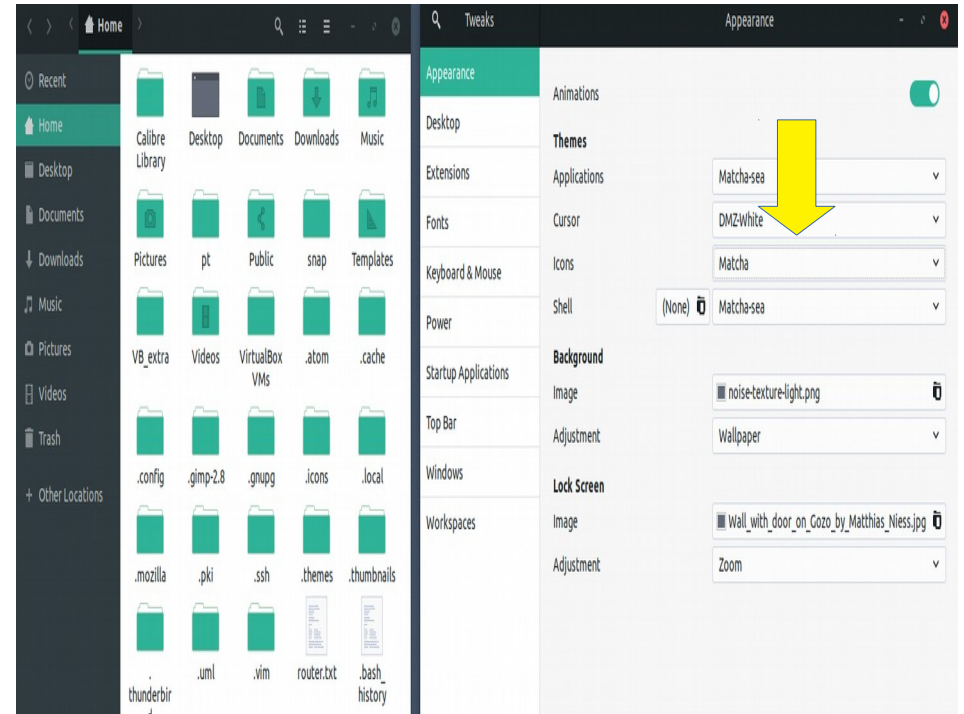 Home
Recent
Home
Desktop
Documents
Downloads
Music
Pictures
Videos
Trash
+ Other Locations
Calibre Library
Desktop
Documents
Downloads
Music
Pictures
pt
Public
snap
Templates
VB_extra
Videos
VirtualBox VMs
.atom
.cache
.config
.gimp-2.8
.gnupg
.icons
.local
.mozilla
.pki
.ssh
.themes
.thumbnails
.thunderbir
.uml
.vim
router.txt
.bash_history
Tweaks
Appearance
Appearance
Desktop
Extensions
Fonts
Keyboard & Mouse
Power
Startup Applications
Top Bar
Windows
Workspaces
Animations
Themes
Applications Matcha-sea
Cursor DMZ-White
Icons Matcha
Shell (None) Matcha-sea
Background
Image noise-texture-light.png
Adjustment Wallpaper
Lock Screen
Image Wall_with_door_on_Gozo_by_Matthias_Niess.jpg
Adjustment Zoom